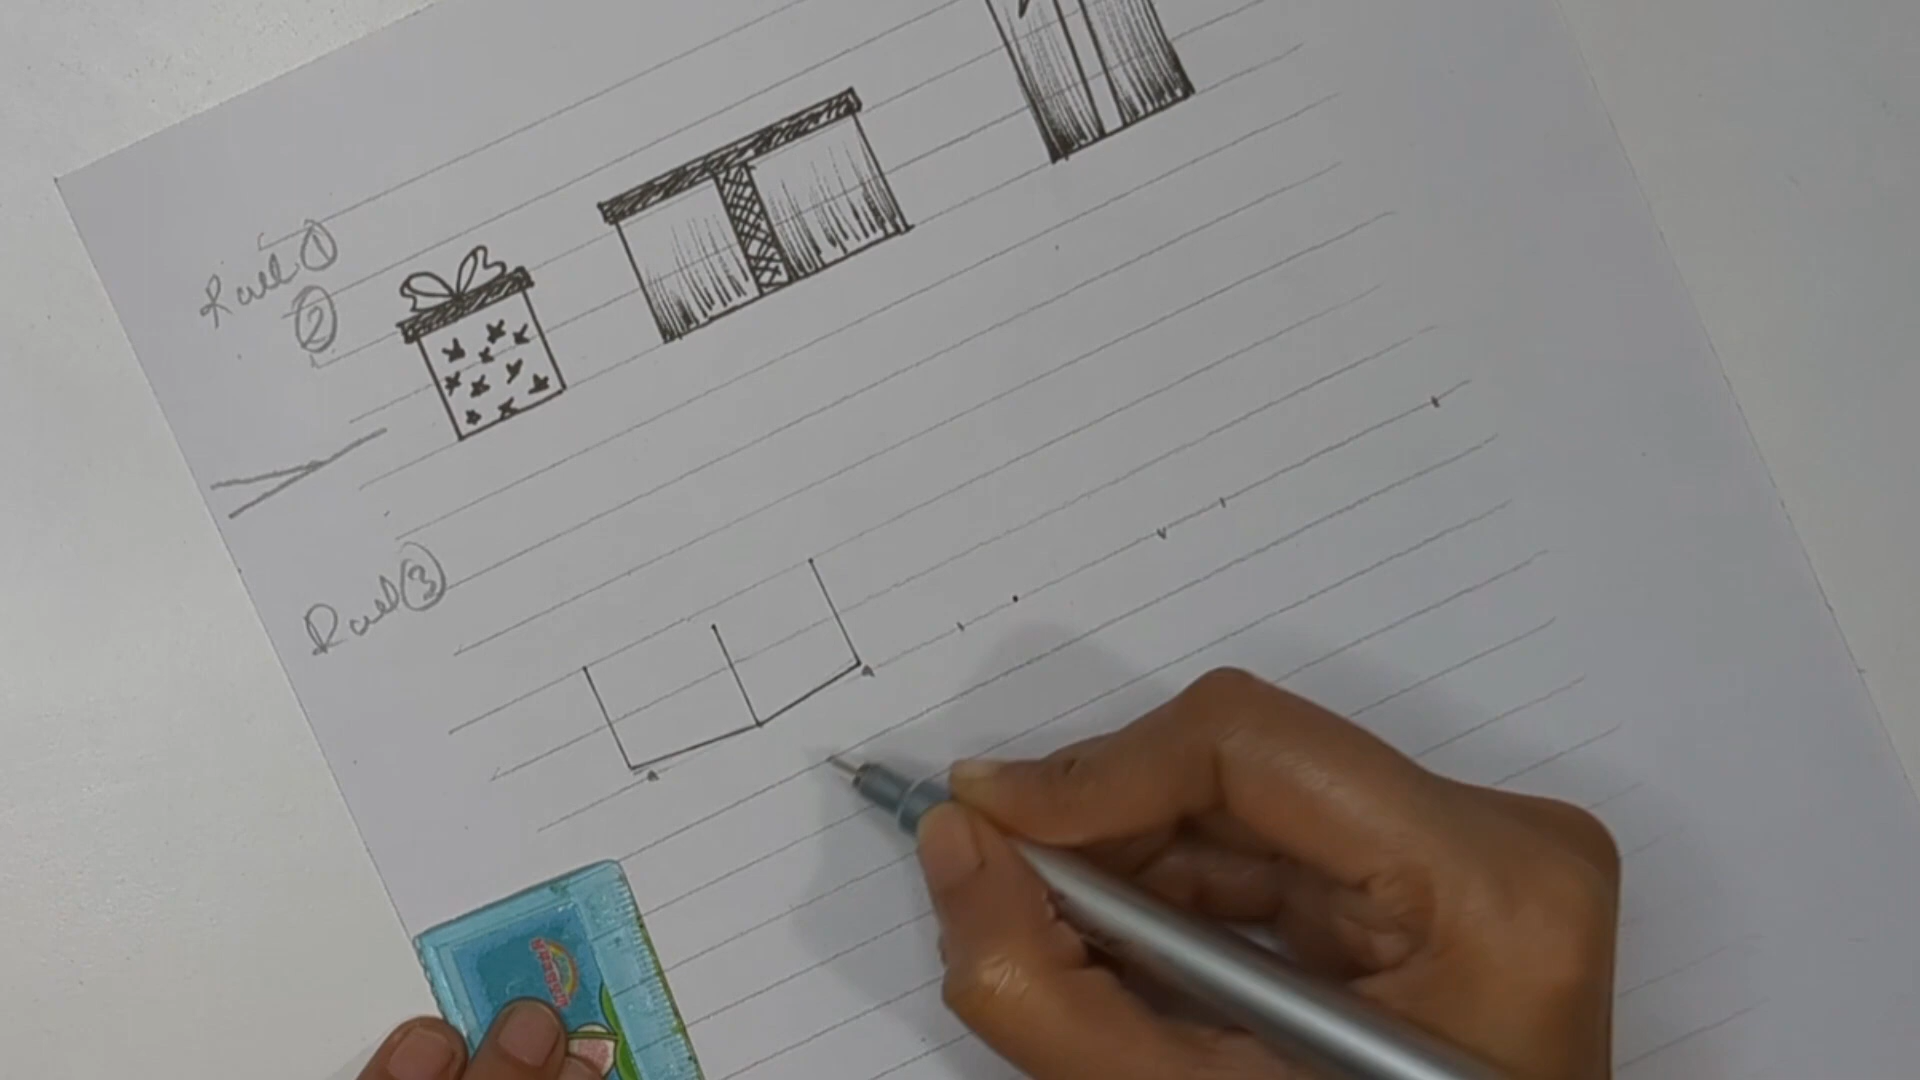 Rule ①
②
Rule ③